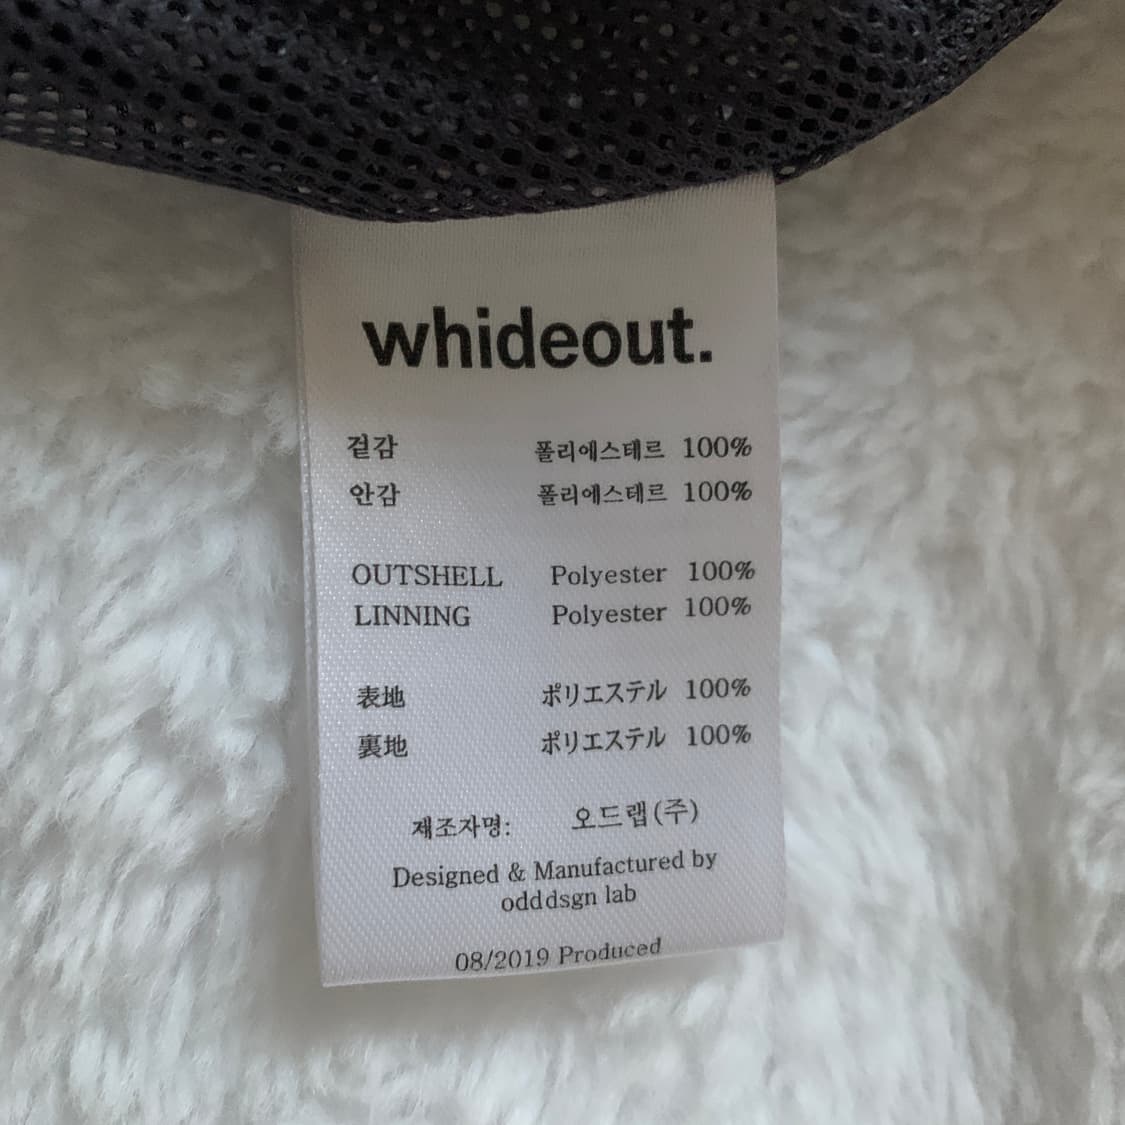 whideout.
겉감 폴리에스테르 100%
안감 폴리에스테르 100%
OUTSHELL Polyester 100%
LINNING Polyester 100%
表地 ポリエステル 100%
裏地 ポリエステル 100%
제조자명: 오드랩(주)
Designed & Manufactured by
odddsgn lab
08/2019 Produced